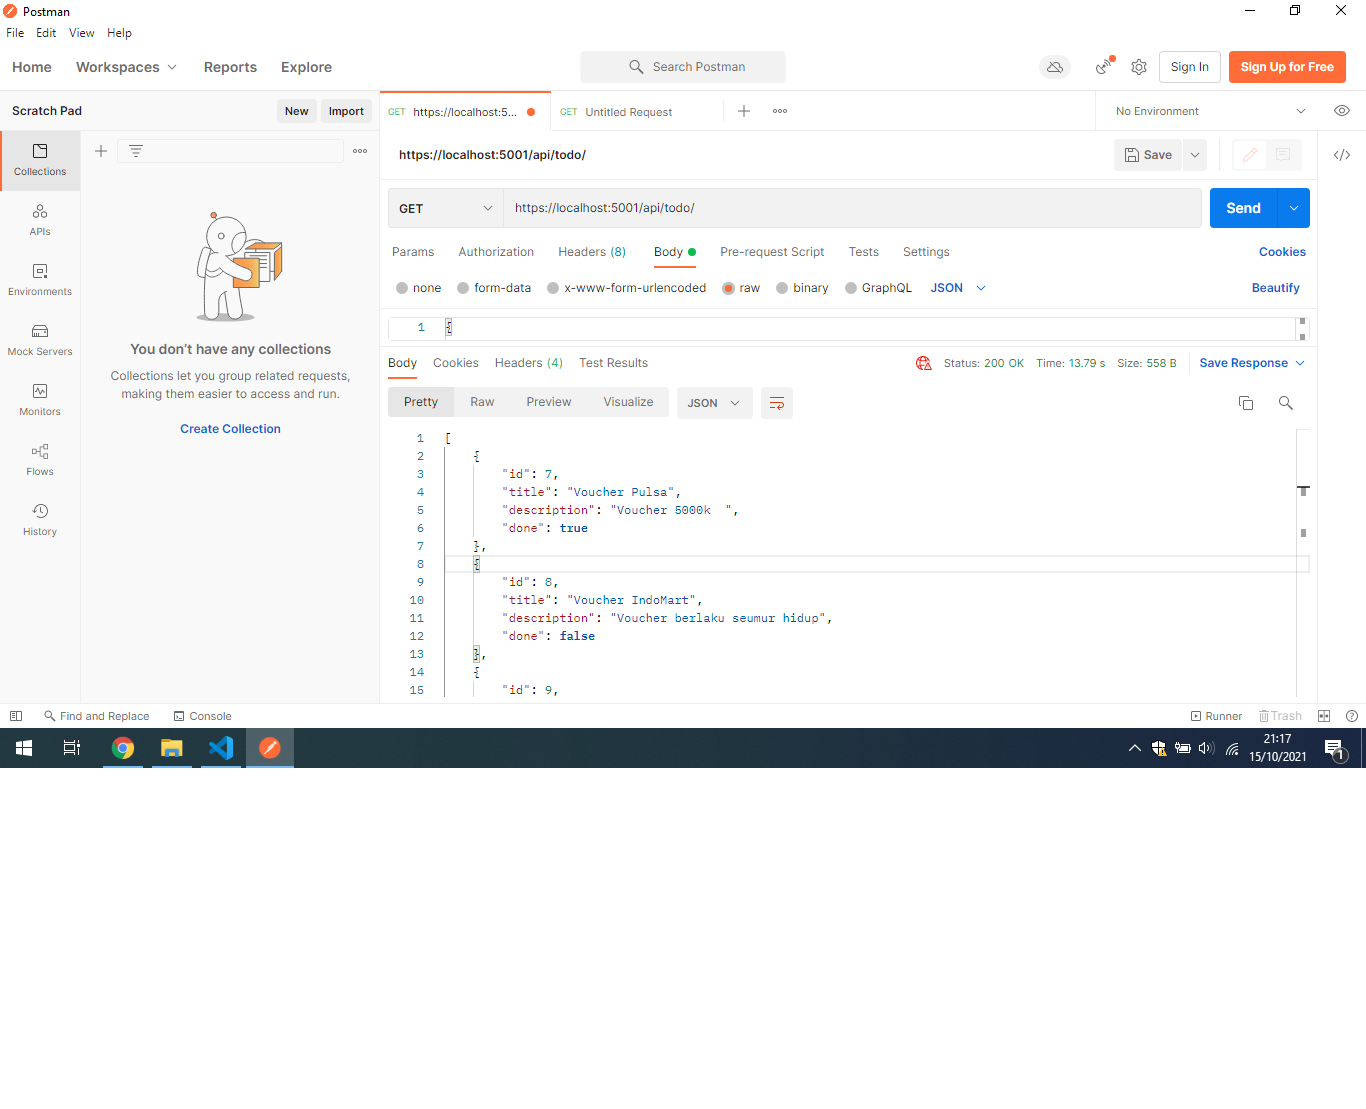 Postman
File Edit View Help
Home Workspaces Reports Explore
Search Postman
Sign In
Sign Up for Free
Scratch Pad
New
Import
GET https://localhost:5...
GET Untitled Request
No Environment
Collections
APIs
Environments
Mock Servers
Monitors
Flows
History
You don't have any collections
Collections let you group related requests,
making them easier to access and run.
Create Collection
https://localhost:5001/api/todo/
Save
GET
https://localhost:5001/api/todo/
Send
Params Authorization Headers (8) Body Pre-request Script Tests Settings
Cookies
none form-data x-www-form-urlencoded raw binary GraphQL JSON
Beautify
1 {
Body Cookies Headers (4) Test Results
Status: 200 OK Time: 13.79 s Size: 558 B
Save Response
Pretty Raw Preview Visualize JSON
1 [
2 {
3 "id": 7,
4 "title": "Voucher Pulsa",
5 "description": "Voucher 5000k  ",
6 "done": true
7 },
8 {
9 "id": 8,
10 "title": "Voucher IndoMart",
11 "description": "Voucher berlaku seumur hidup",
12 "done": false
13 },
14 {
15 "id": 9,
Find and Replace Console
Runner Trash
21:17
15/10/2021
1